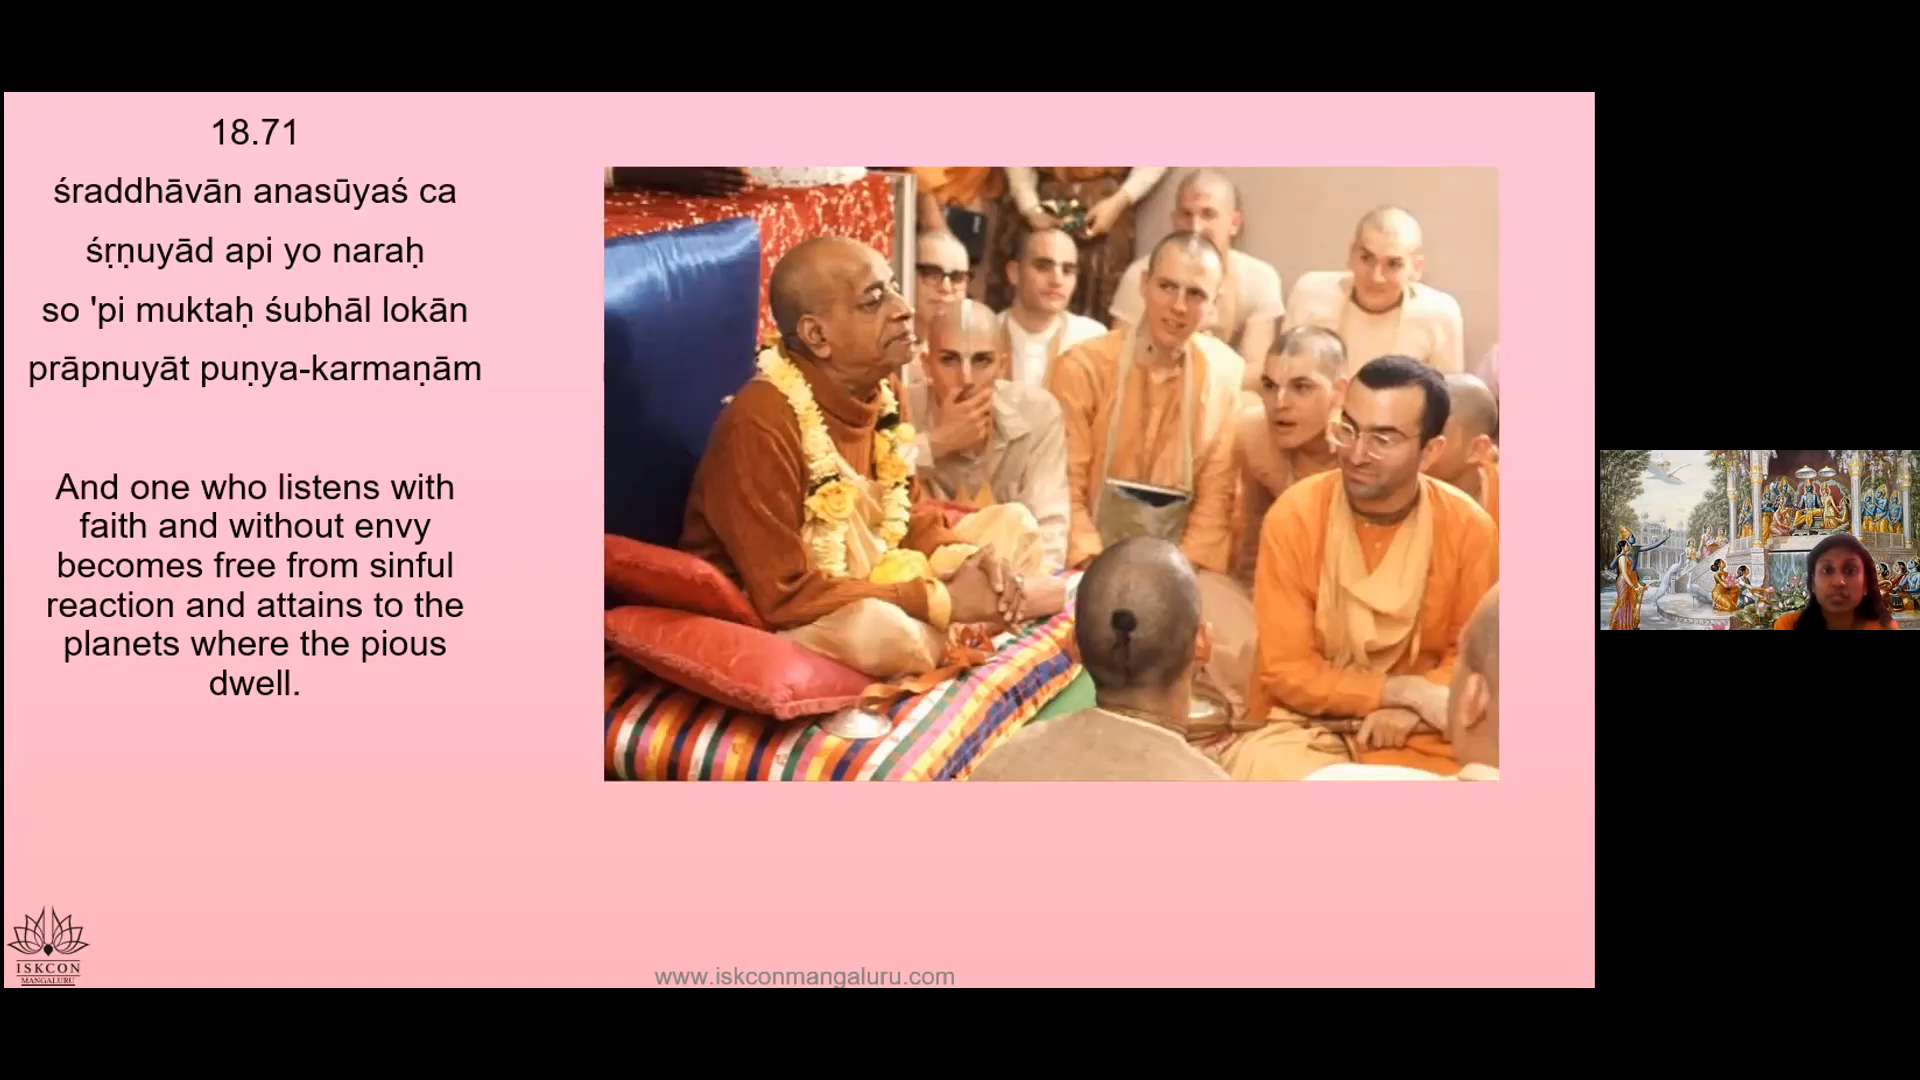 18.71
śraddhāvān anasūyaś ca
śṛṇuyād api yo naraḥ
so 'pi muktaḥ śubhāl lokān
prāpnuyāt puṇya-karmaṇām
And one who listens with
faith and without envy
becomes free from sinful
reaction and attains to the
planets where the pious
dwell.
ISKCON
MANGALURU
www.iskconmangaluru.com